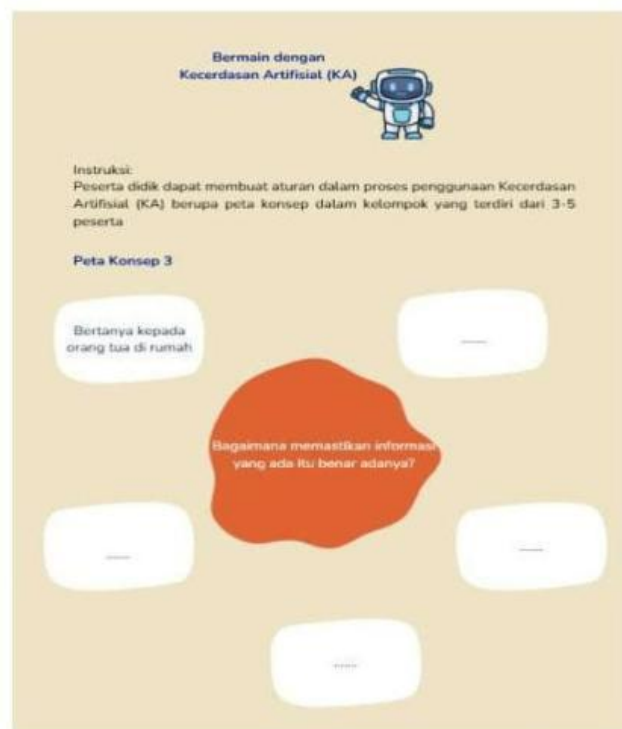 Bermain dengan
Kecerdasan Artifisial (KA)
Instruksi:
Peserta didik dapat membuat aturan dalam proses penggunaan Kecerdasan
Artifisial (KA) berupa peta konsep dalam kelompok yang terdiri dari 3-5
peserta
Peta Konsep 3
Bertanya kepada
orang tua di rumah
.......
Bagaimana memastikan informasi
yang ada itu benar adanya?
.......
.......
.......